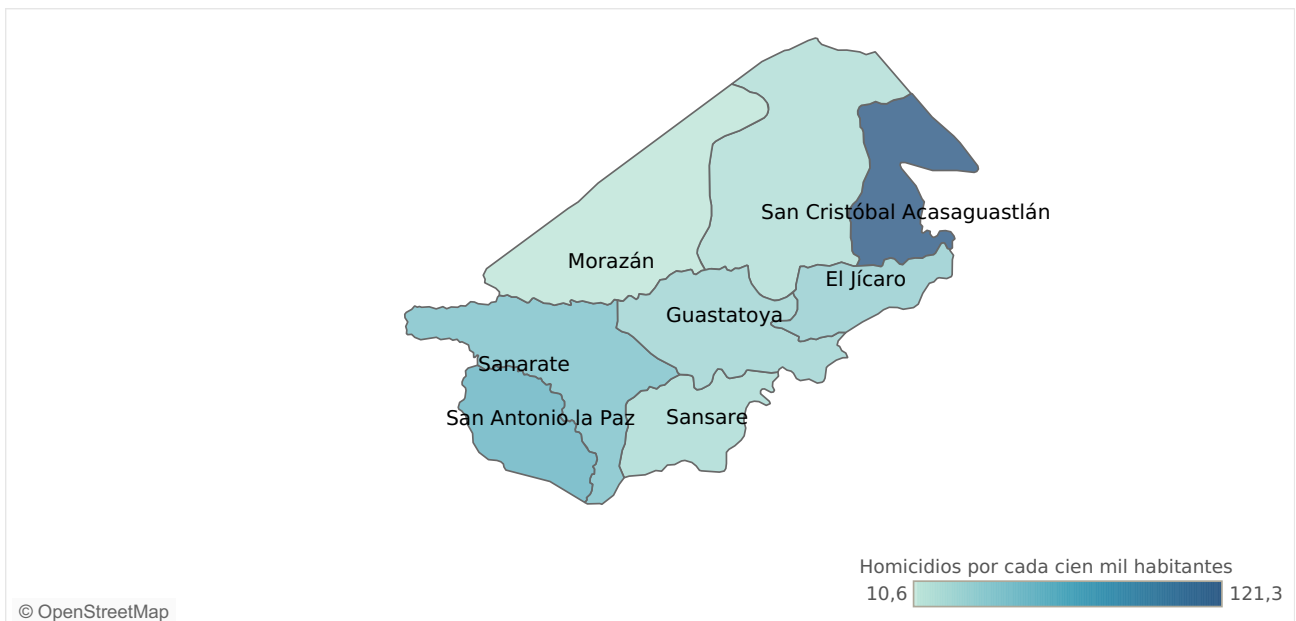 San Cristóbal Acasaguastlán
Morazán
El Jícaro
Guastatoya
Sanarate
San Antonio la Paz
Sansare
Homicidios por cada cien mil habitantes
10,6
121,3
© OpenStreetMap